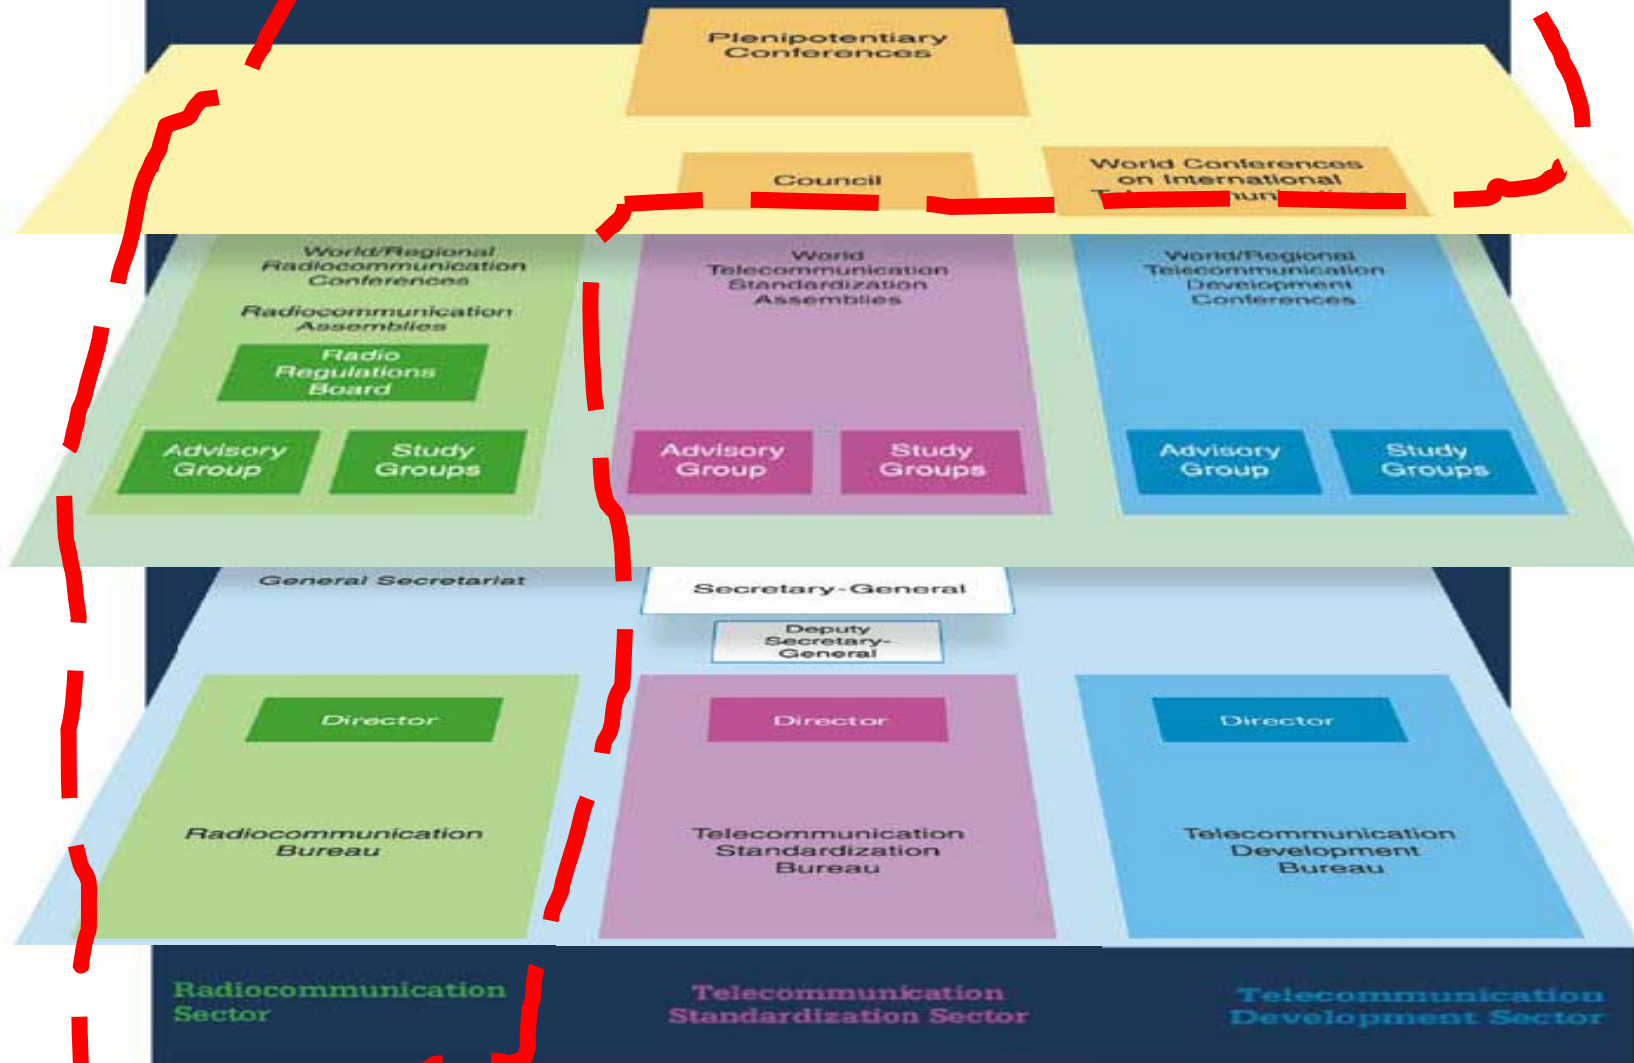 Plenipotentiary
Conferences
Council
World Conferences
on International
World/Regional
Radiocommunication
Conferences
Radiocommunication
Assemblies
Radio
Regulations
Board
Advisory
Group
Study
Groups
World
Telecommunication
Standardization
Assemblies
Advisory
Group
Study
Groups
World/Regional
Telecommunication
Development
Conferences
Advisory
Group
Study
Groups
General Secretariat
Secretary-General
Deputy
Secretary-
General
Director
Radiocommunication
Bureau
Director
Telecommunication
Standardization
Bureau
Director
Telecommunication
Development
Bureau
Radiocommunication
Sector
Telecommunication
Standardization Sector
Telecommunication
Development Sector